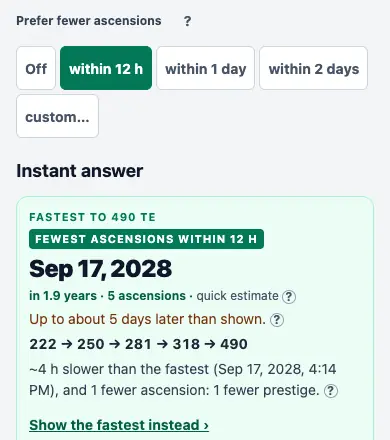 Prefer fewer ascensions ?
Off within 12 h within 1 day within 2 days
custom...
Instant answer
FASTEST TO 490 TE
FEWEST ASCENSIONS WITHIN 12 H
Sep 17, 2028
in 1.9 years · 5 ascensions · quick estimate ?
Up to about 5 days later than shown. ?
222 → 250 → 281 → 318 → 490
~4 h slower than the fastest (Sep 17, 2028, 4:14
PM), and 1 fewer ascension: 1 fewer prestige. ?
Show the fastest instead ›